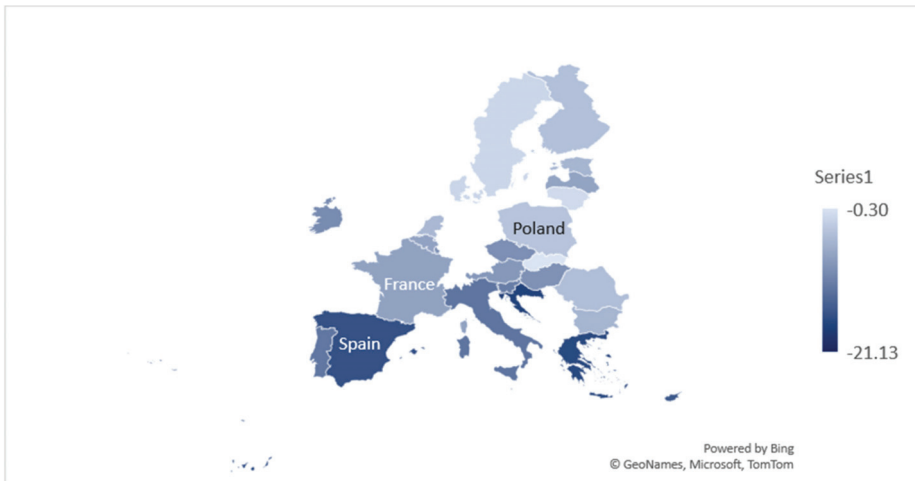 Poland
France
Spain
Series1
-0.30
-21.13
Powered by Bing
© GeoNames, Microsoft, TomTom